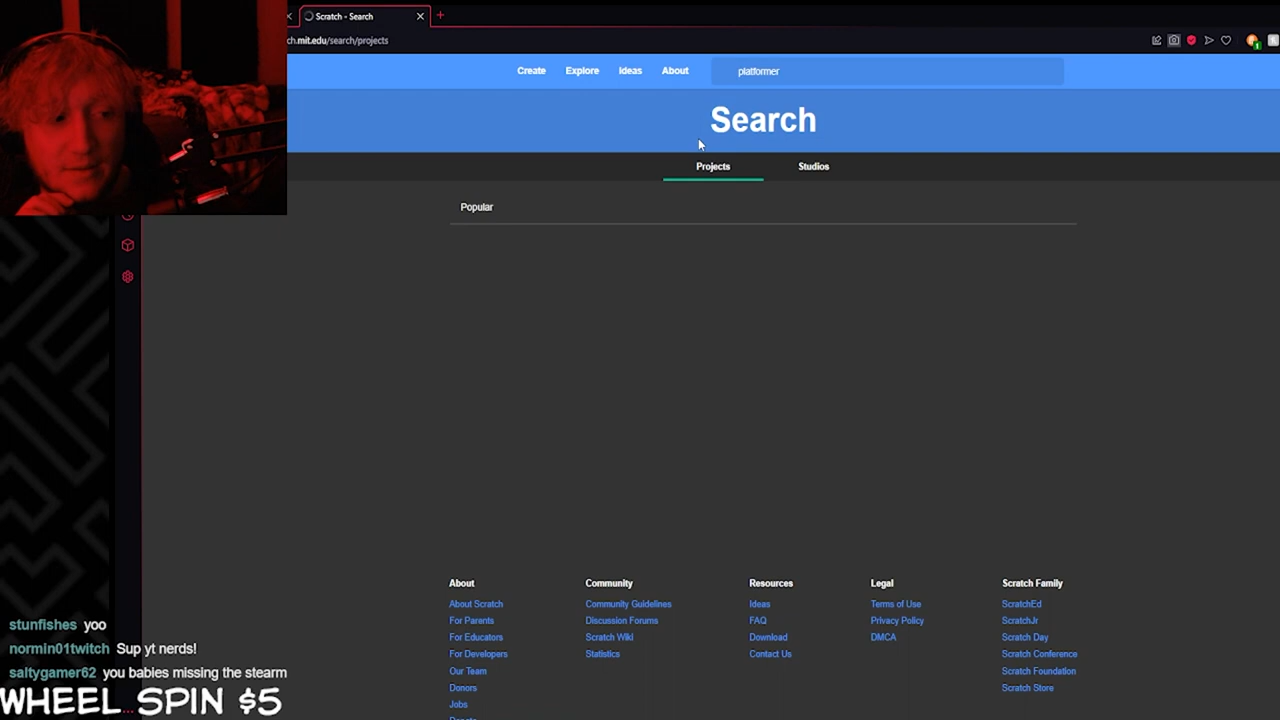 Scratch - Search
ch.mit.edu/search/projects
Create Explore Ideas About platformer
Search
Projects Studios
Popular
About
About Scratch
For Parents
For Educators
For Developers
Our Team
Donors
Jobs
Community
Community Guidelines
Discussion Forums
Scratch Wiki
Statistics
Resources
Ideas
FAQ
Download
Contact Us
Legal
Terms of Use
Privacy Policy
DMCA
Scratch Family
ScratchEd
ScratchJr
Scratch Day
Scratch Conference
Scratch Foundation
Scratch Store
stunfishes yoo
normin01twitch Sup yt nerds!
saltygamer62 you babies missing the stearm
WHEEL SPIN $5